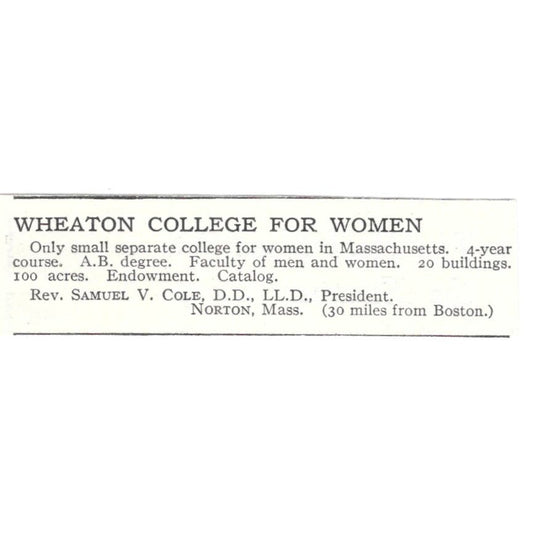 WHEATON COLLEGE FOR WOMEN
Only small separate college for women in Massachusetts. 4-year
course. A.B. degree. Faculty of men and women. 20 buildings.
100 acres. Endowment. Catalog.
Rev. Samuel V. Cole, D.D., LL.D., President.
Norton, Mass. (30 miles from Boston.)